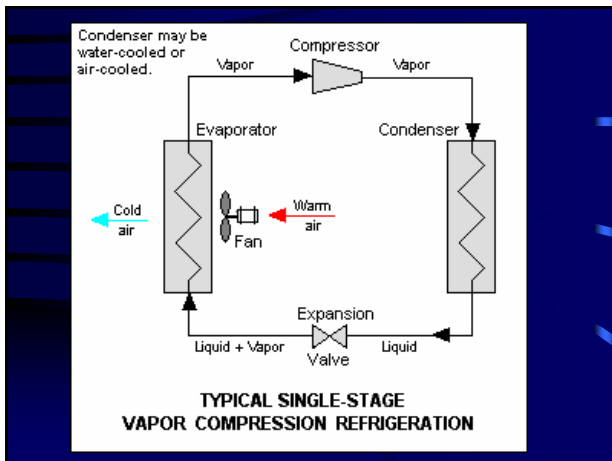 Condenser may be
water-cooled or
air-cooled.
Compressor
Vapor
Vapor
Evaporator
Condenser
Cold
air
Warm
air
Fan
Expansion
Valve
Liquid + Vapor
Liquid
TYPICAL SINGLE-STAGE
VAPOR COMPRESSION REFRIGERATION